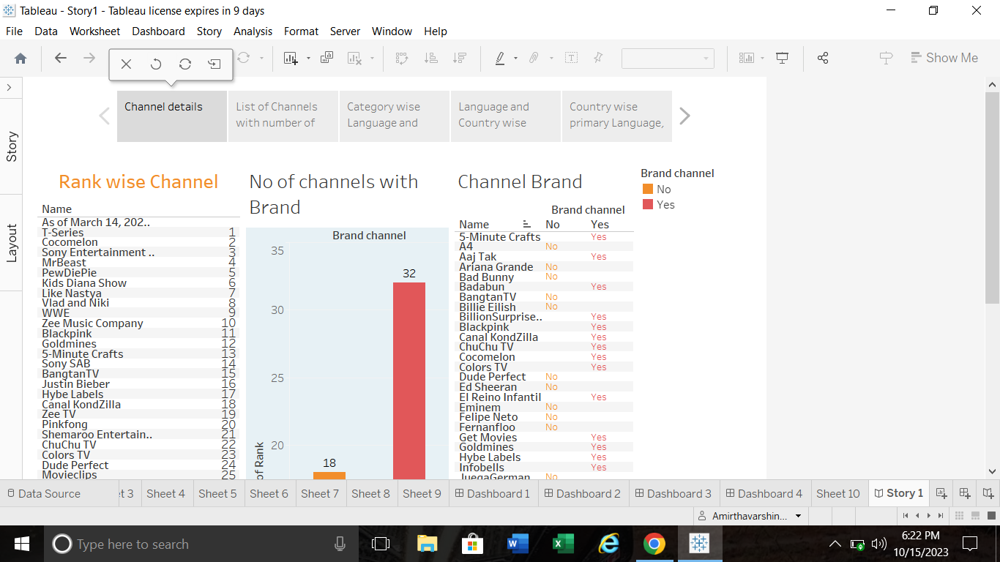 Tableau - Story1 - Tableau license expires in 9 days
File Data Worksheet Dashboard Story Analysis Format Server Window Help
Show Me
Story
Layout
Channel details
List of Channels
with number of
Category wise
Language and
Language and
Country wise
Country wise
primary Language,
Rank wise Channel
Name
As of March 14, 202..
T-Series 1
Cocomelon 2
Sony Entertainment .. 3
MrBeast 4
PewDiePie 5
Kids Diana Show 6
Like Nastya 7
Vlad and Niki 8
WWE 9
Zee Music Company 10
Blackpink 11
Goldmines 12
5-Minute Crafts 13
Sony SAB 14
BangtanTV 15
Justin Bieber 16
Hybe Labels 17
Canal KondZilla 18
Zee TV 19
Pinkfong 20
Shemaroo Entertain.. 21
ChuChu TV 22
Colors TV 23
Dude Perfect 24
Movieclips 25
No of channels with
Brand
Brand channel
35
32
30
25
20
18
of Rank
Channel Brand
Brand channel
Name No Yes
5-Minute Crafts Yes
A4 No
Aaj Tak Yes
Ariana Grande No
Bad Bunny No
Badabun Yes
BangtanTV No
Billie Eilish No
BillionSurprise.. Yes
Blackpink Yes
Canal KondZilla Yes
ChuChu TV Yes
Cocomelon Yes
Colors TV Yes
Dude Perfect No
Ed Sheeran No
El Reino Infantil Yes
Eminem No
Felipe Neto No
Fernanfloo No
Get Movies Yes
Goldmines Yes
Hybe Labels Yes
Infobells Yes
JuegaGerman No
Brand channel
No
Yes
Data Source
t 3 Sheet 4 Sheet 5 Sheet 6 Sheet 7 Sheet 8 Sheet 9 Dashboard 1 Dashboard 2 Dashboard 3 Dashboard 4 Sheet 10 Story 1
Amirthavarshin...
Type here to search
6:22 PM
10/15/2023